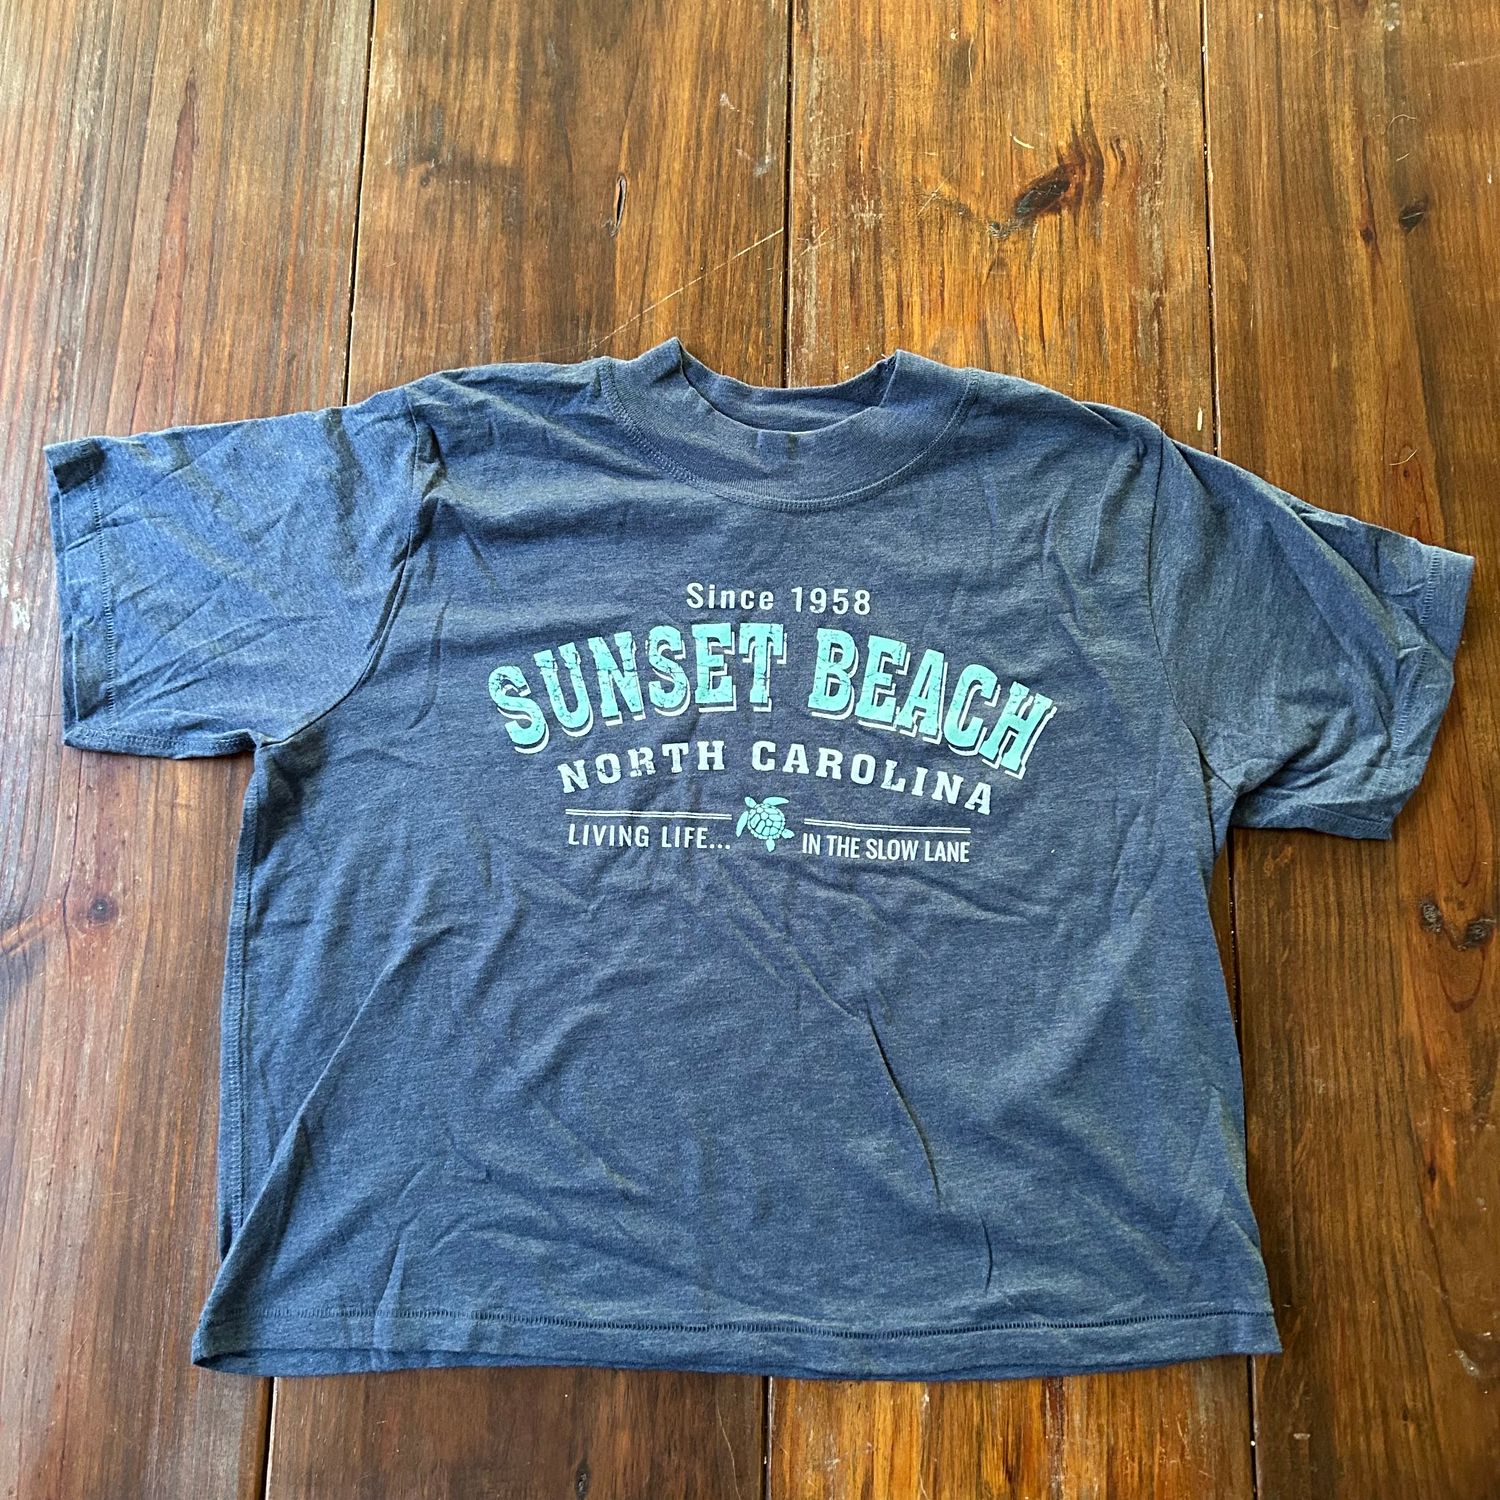 Since 1958
SUNSET BEACH
NORTH CAROLINA
LIVING LIFE... IN THE SLOW LANE